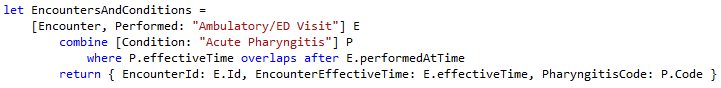 let EncountersAndConditions =
[Encounter, Performed: "Ambulatory/ED Visit"] E
combine [Condition: "Acute Pharyngitis"] P
where P.effectiveTime overlaps after E.performedAtTime
return { EncounterId: E.Id, EncounterEffectiveTime: E.effectiveTime, PharyngitisCode: P.Code }